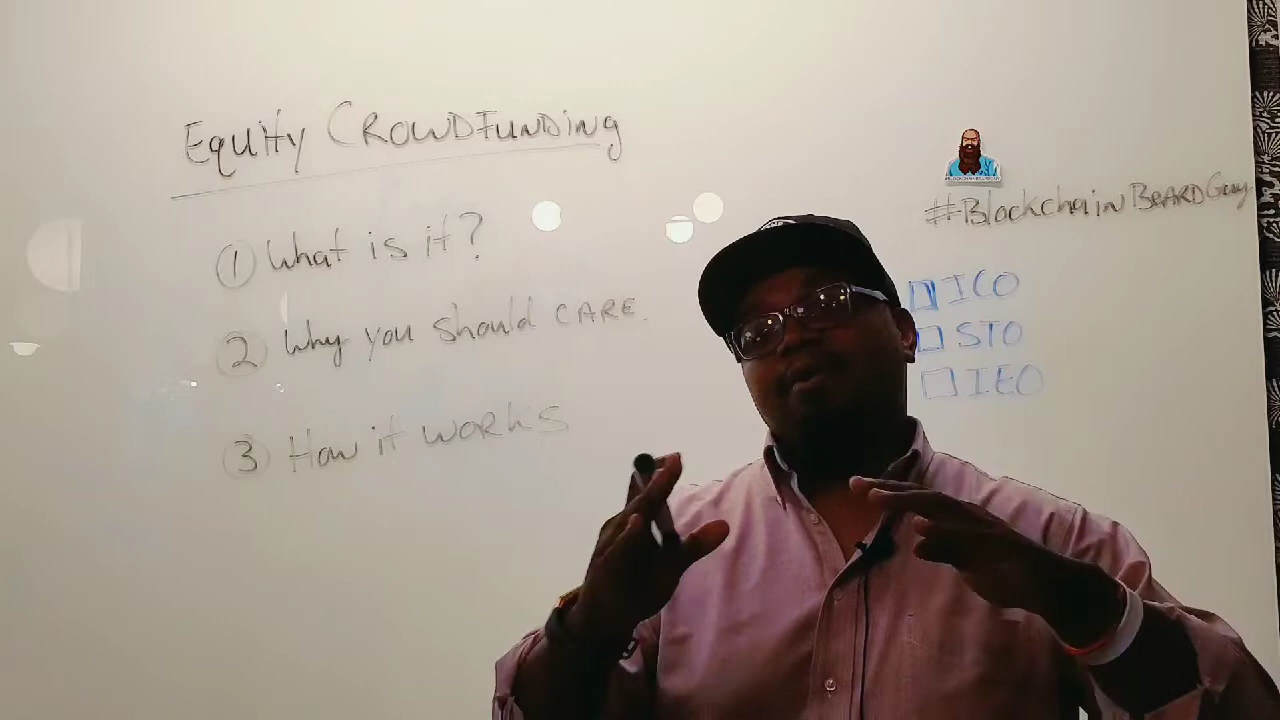 Equity CROWDFUNDING
① What is it?
② Why you should CARE.
③ How it WORKS
#BlockchainBEARDGuy
ICO
STO
IEO